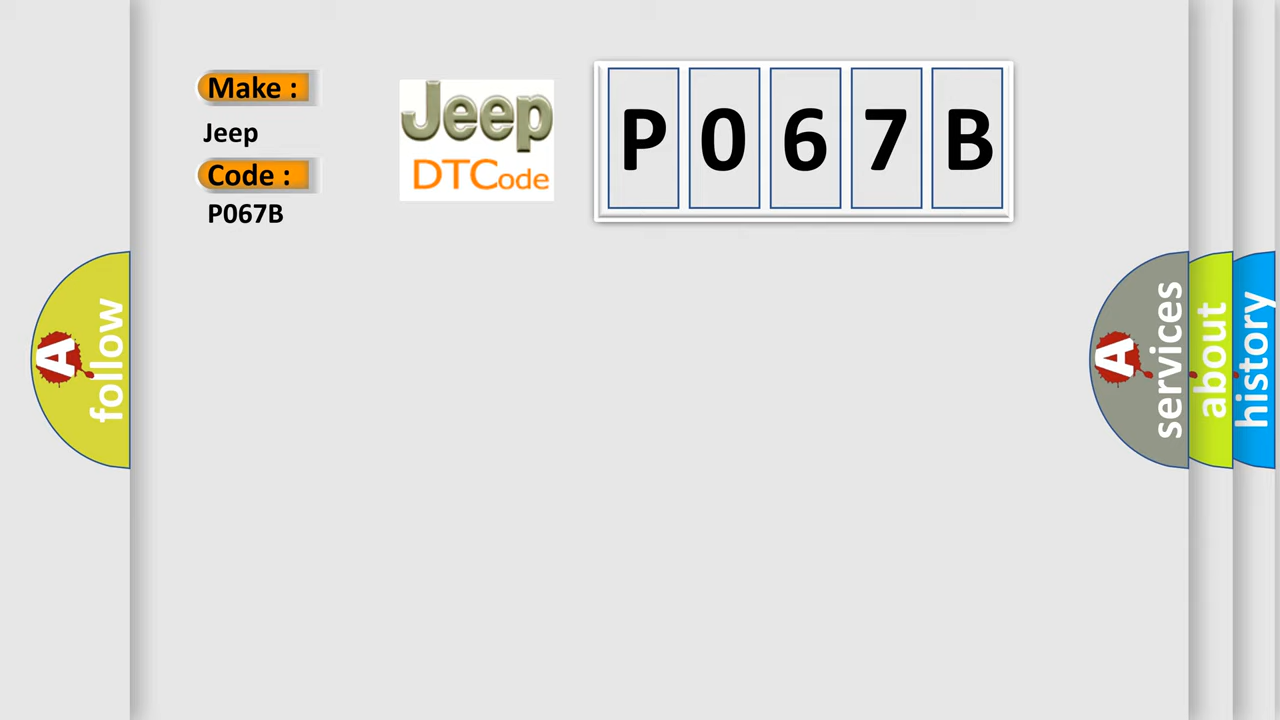 Make :
Jeep
Code :
P067B
Jeep
DTCode
P 0 6 7 B
A follow
A services
about
history